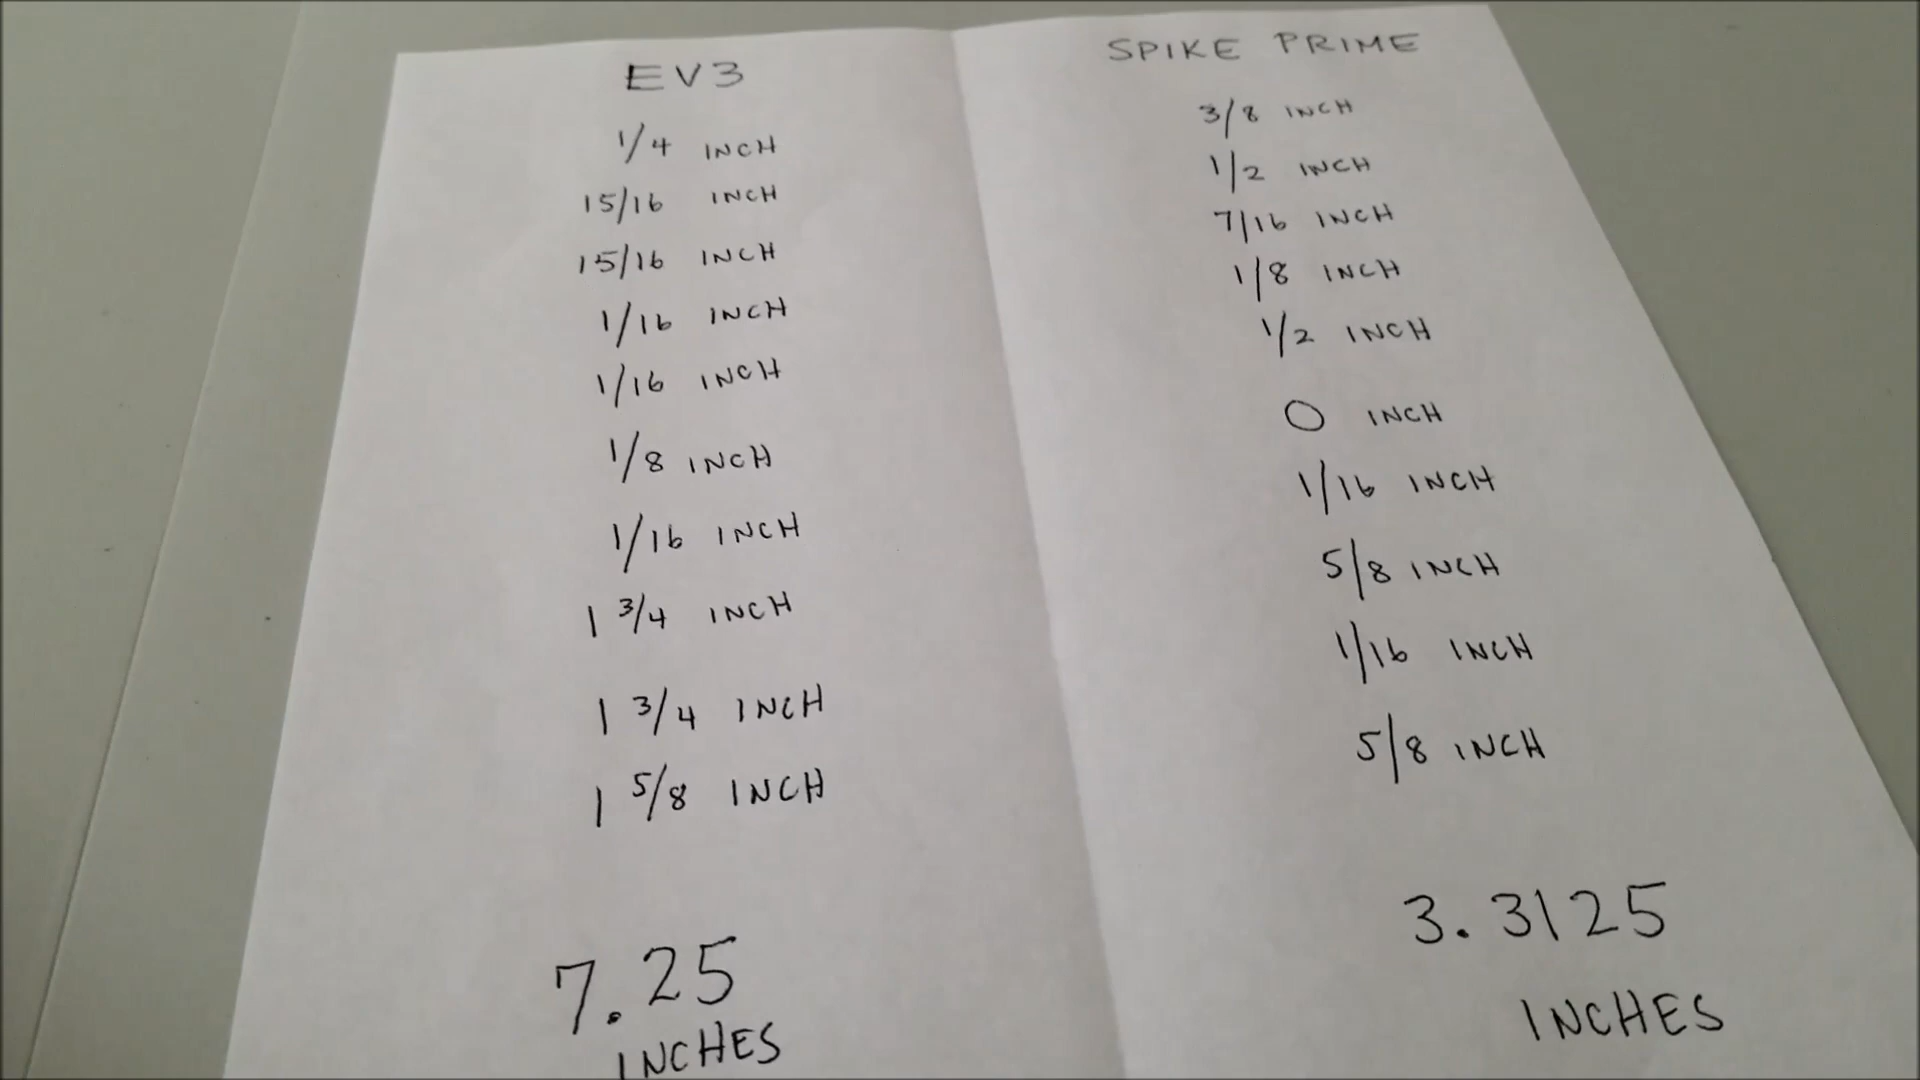 EV3
1/4 INCH
15/16 INCH
15/16 INCH
1/16 INCH
1/16 INCH
1/8 INCH
1/16 INCH
1 3/4 INCH
1 3/4 INCH
1 5/8 INCH
7.25
INCHES
SPIKE PRIME
3/8 INCH
1/2 INCH
7/16 INCH
1/8 INCH
1/2 INCH
0 INCH
1/16 INCH
5/8 INCH
1/16 INCH
5/8 INCH
3.3125
INCHES